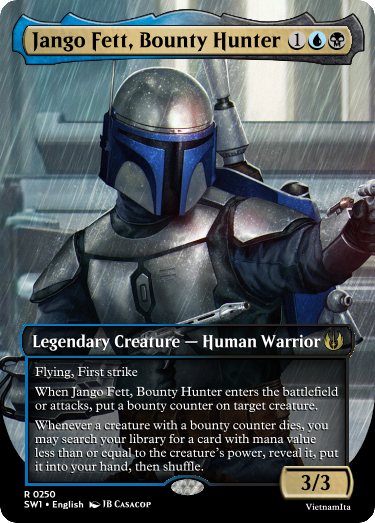 Jango Fett, Bounty Hunter 1
Legendary Creature — Human Warrior
Flying, First strike
When Jango Fett, Bounty Hunter enters the battlefield
or attacks, put a bounty counter on target creature.
Whenever a creature with a bounty counter dies, you
may search your library for a card with mana value
less than or equal to the creature's power, reveal it, put
it into your hand, then shuffle.
3/3
R 0250
SW1 • English JB Casacop
VietnamIta